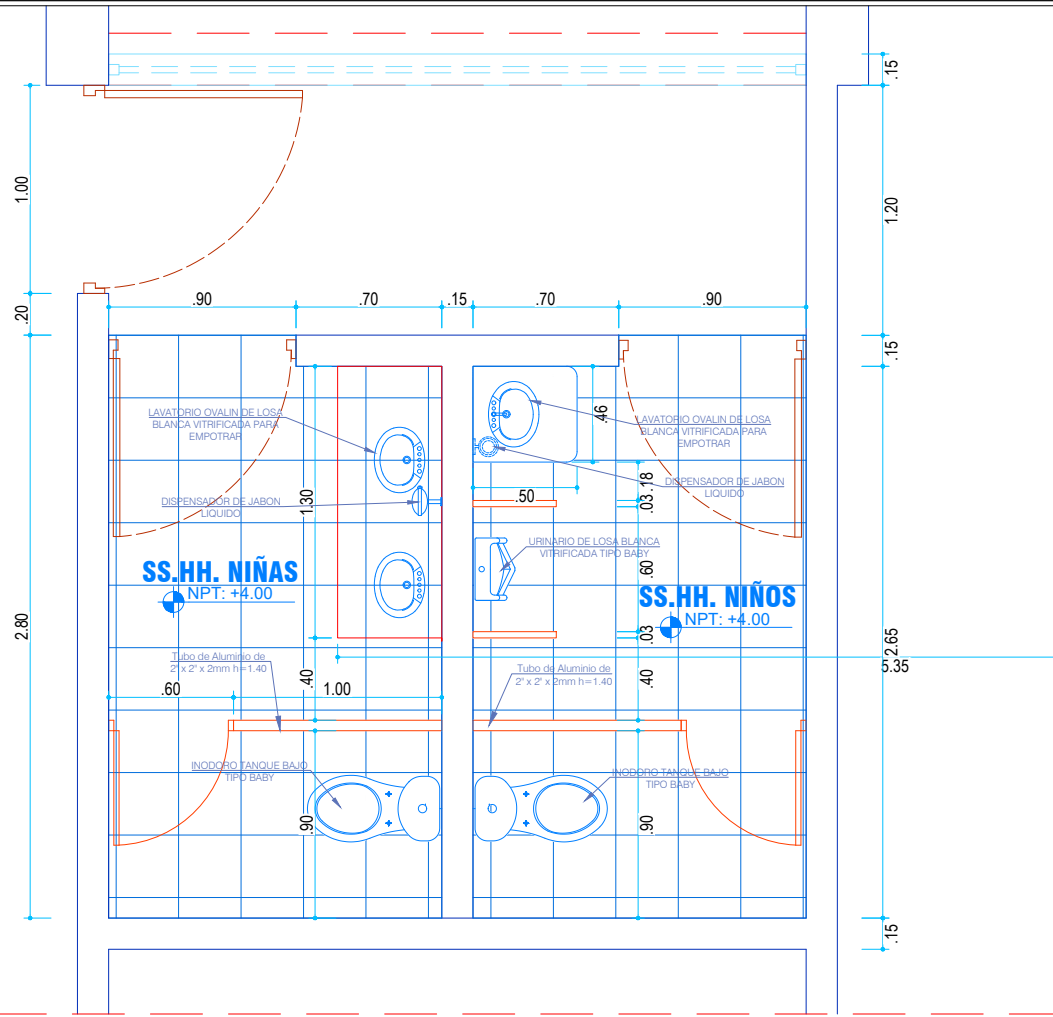 .15
1.00
1.20
.20
.90
.70
.15
.70
.90
.15
LAVATORIO OVALIN DE LOSA
BLANCA VITRIFICADA PARA
EMPOTRAR
.46
LAVATORIO OVALIN DE LOSA
BLANCA VITRIFICADA PARA
EMPOTRAR
DISPENSADOR DE JABON
LIQUIDO
1.30
.50
.18
.03
DISPENSADOR DE JABON
LIQUIDO
URINARIO DE LOSA BLANCA
VITRIFICADA TIPO BABY
.60
SS.HH. NIÑAS
NPT: +4.00
SS.HH. NIÑOS
NPT: +4.00
2.80
.03
2.65
5.35
Tubo de Aluminio de
2" x 2" x 2mm h=1.40
.40
Tubo de Aluminio de
2" x 2" x 2mm h=1.40
.40
.60
1.00
INODORO TANQUE BAJO
TIPO BABY
INODORO TANQUE BAJO
TIPO BABY
.90
.90
.15